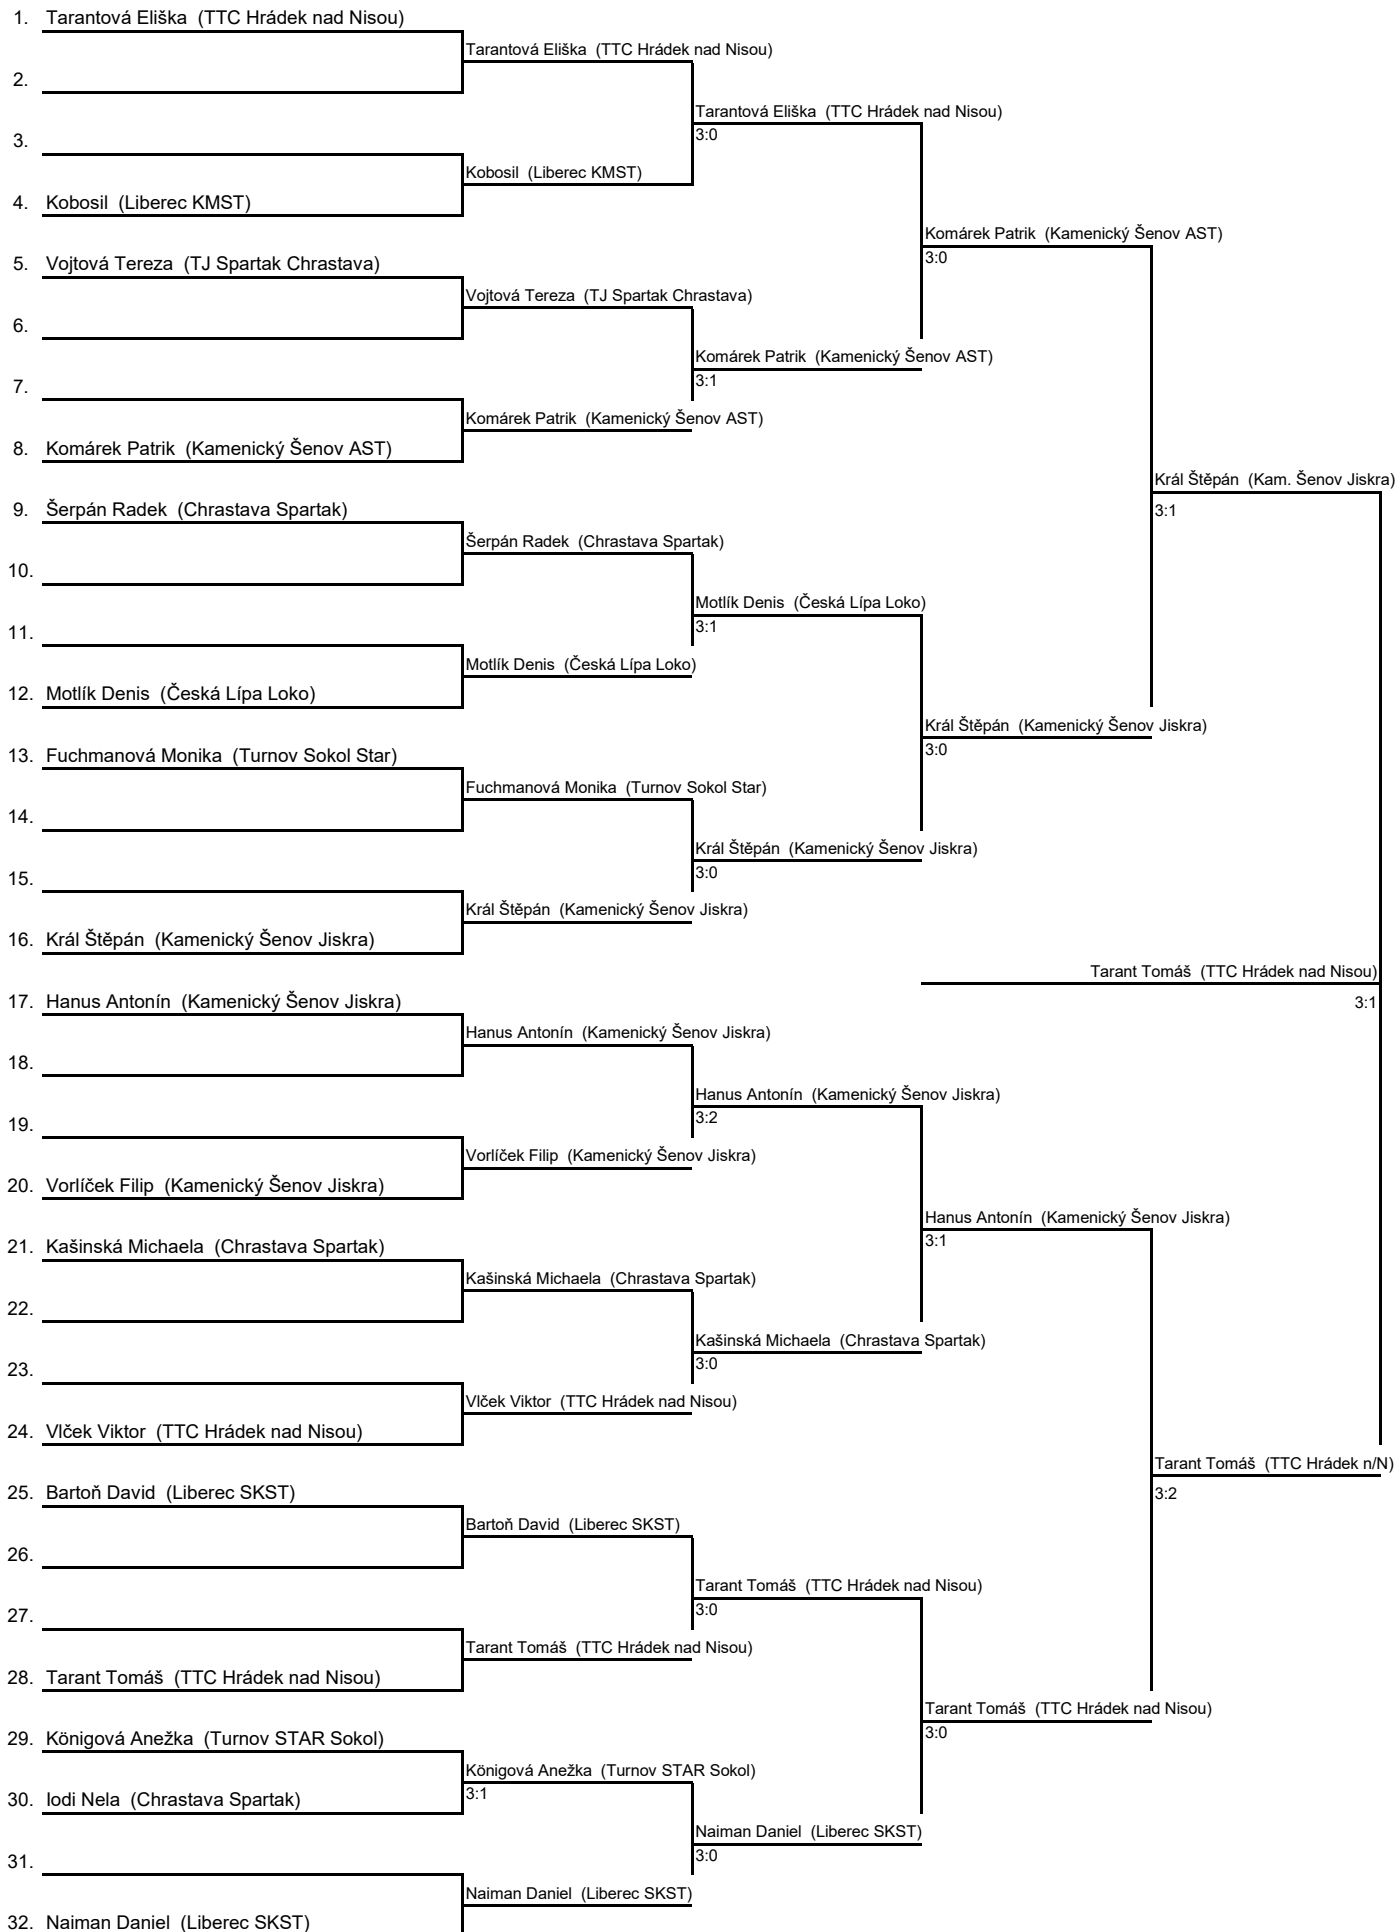 1. Tarantová Eliška (TTC Hrádek nad Nisou)
Tarantová Eliška (TTC Hrádek nad Nisou)
2.
Tarantová Eliška (TTC Hrádek nad Nisou)
3:0
3.
Kobosil (Liberec KMST)
4. Kobosil (Liberec KMST)
Komárek Patrik (Kamenický Šenov AST)
3:0
5. Vojtová Tereza (TJ Spartak Chrastava)
Vojtová Tereza (TJ Spartak Chrastava)
6.
Komárek Patrik (Kamenický Šenov AST)
3:1
7.
Komárek Patrik (Kamenický Šenov AST)
8. Komárek Patrik (Kamenický Šenov AST)
Král Štěpán (Kam. Šenov Jiskra)
3:1
9. Šerpán Radek (Chrastava Spartak)
Šerpán Radek (Chrastava Spartak)
10.
Motlík Denis (Česká Lípa Loko)
3:1
11.
Motlík Denis (Česká Lípa Loko)
12. Motlík Denis (Česká Lípa Loko)
Král Štěpán (Kamenický Šenov Jiskra)
3:0
13. Fuchmanová Monika (Turnov Sokol Star)
Fuchmanová Monika (Turnov Sokol Star)
14.
Král Štěpán (Kamenický Šenov Jiskra)
3:0
15.
Král Štěpán (Kamenický Šenov Jiskra)
16. Král Štěpán (Kamenický Šenov Jiskra)
Tarant Tomáš (TTC Hrádek nad Nisou)
3:1
17. Hanus Antonín (Kamenický Šenov Jiskra)
Hanus Antonín (Kamenický Šenov Jiskra)
18.
Hanus Antonín (Kamenický Šenov Jiskra)
3:2
19.
Vorlíček Filip (Kamenický Šenov Jiskra)
20. Vorlíček Filip (Kamenický Šenov Jiskra)
Hanus Antonín (Kamenický Šenov Jiskra)
3:1
21. Kašinská Michaela (Chrastava Spartak)
Kašinská Michaela (Chrastava Spartak)
22.
Kašinská Michaela (Chrastava Spartak)
3:0
23.
Vlček Viktor (TTC Hrádek nad Nisou)
24. Vlček Viktor (TTC Hrádek nad Nisou)
Tarant Tomáš (TTC Hrádek n/N)
3:2
25. Bartoň David (Liberec SKST)
Bartoň David (Liberec SKST)
26.
Tarant Tomáš (TTC Hrádek nad Nisou)
3:0
27.
Tarant Tomáš (TTC Hrádek nad Nisou)
28. Tarant Tomáš (TTC Hrádek nad Nisou)
Tarant Tomáš (TTC Hrádek nad Nisou)
3:0
29. Königová Anežka (Turnov STAR Sokol)
Königová Anežka (Turnov STAR Sokol)
3:1
30. Iodi Nela (Chrastava Spartak)
Naiman Daniel (Liberec SKST)
3:0
31.
Naiman Daniel (Liberec SKST)
32. Naiman Daniel (Liberec SKST)